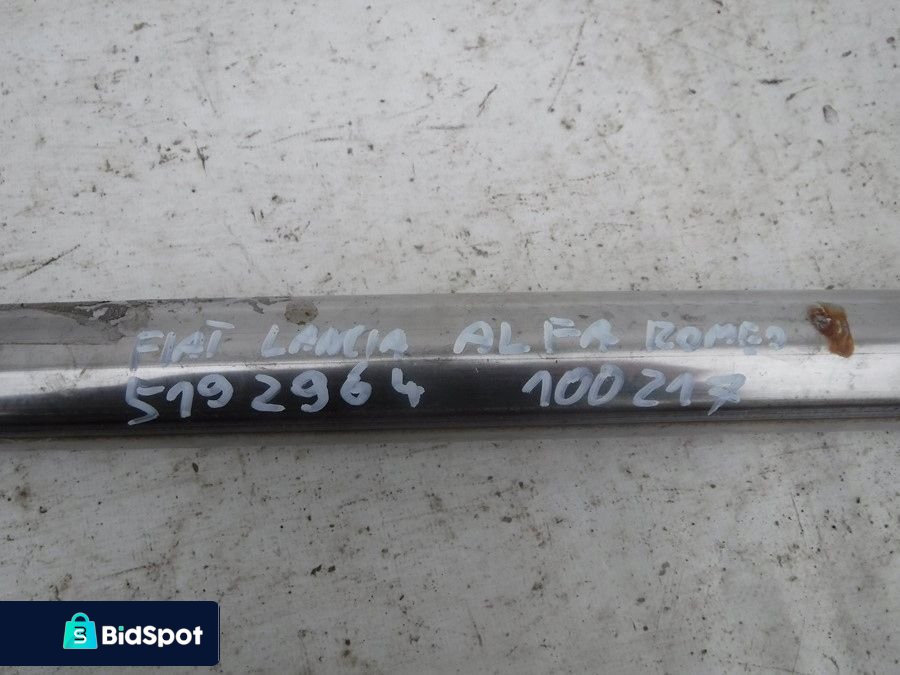 FIAT LANCIA ALFA ROMEO
5192964 100217
BidSpot